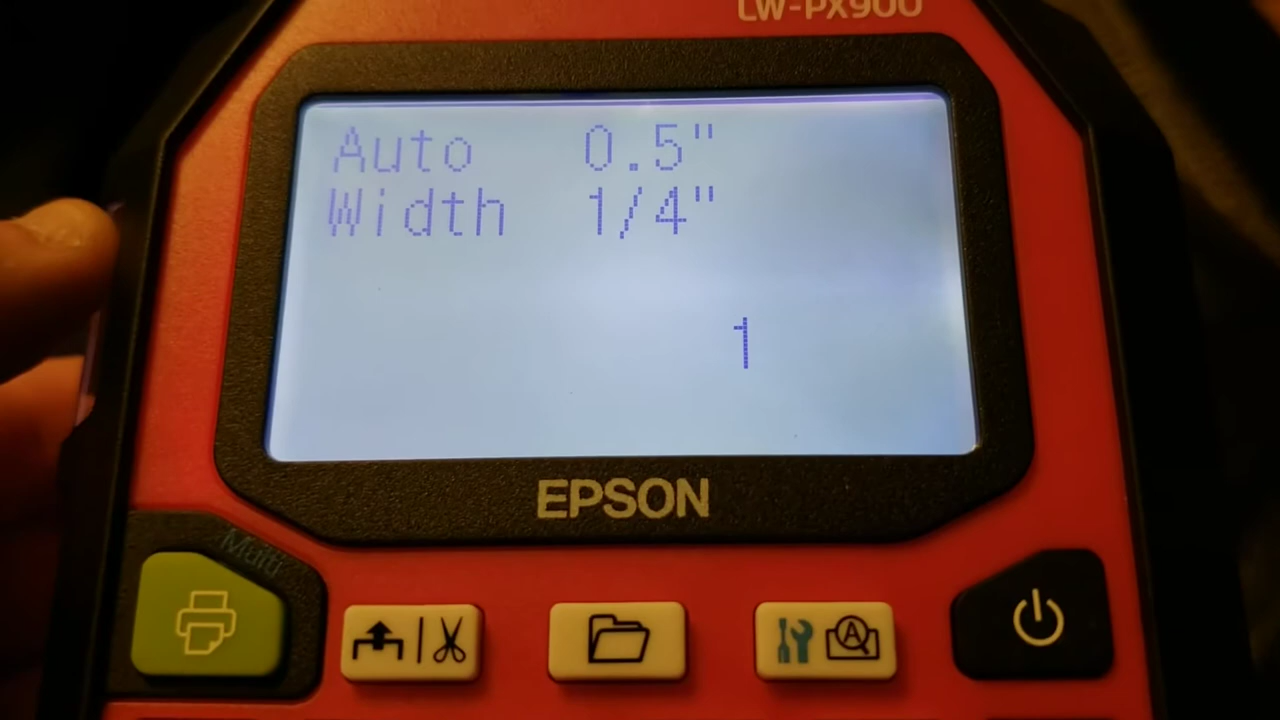 LW-PX900
Auto 0.5"
Width 1/4"
1
EPSON
Multi
A